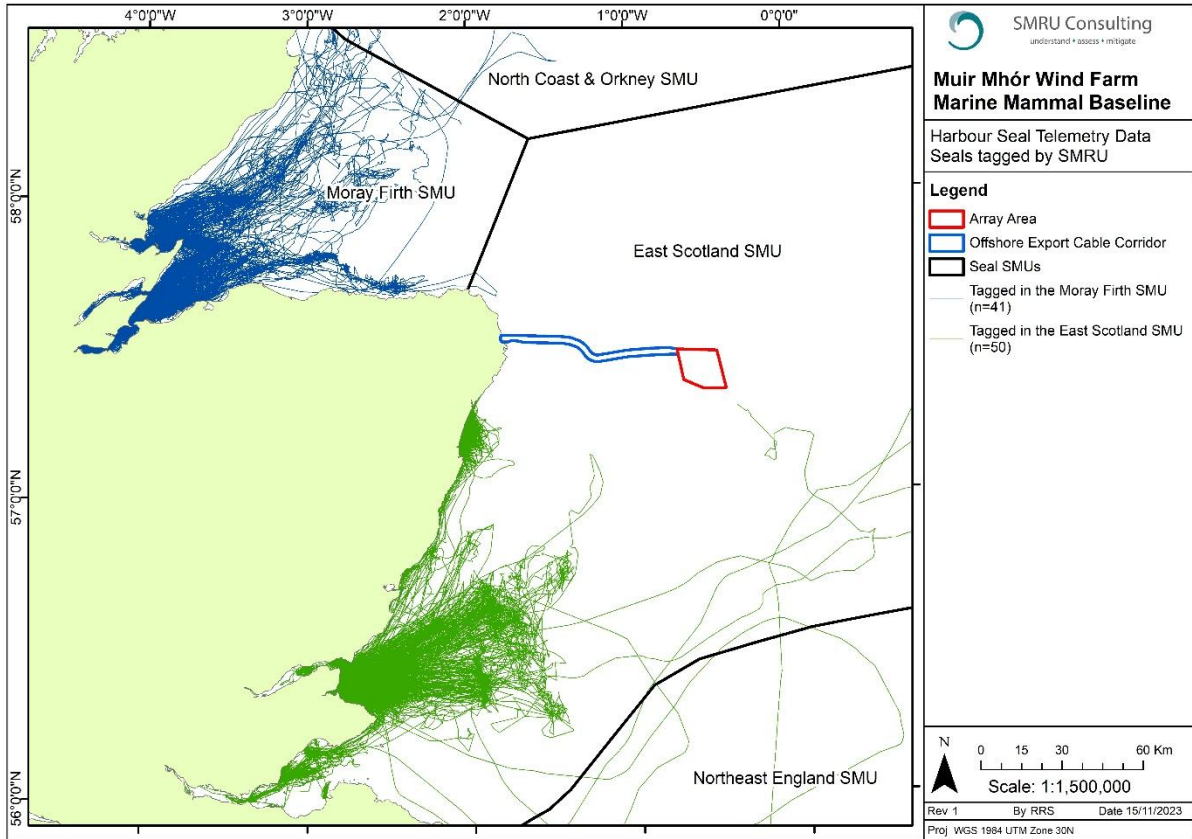 4°0'0"W 3°0'0"W 2°0'0"W 1°0'0"W 0°0'0"
58°0'0"N
57°0'0"N
56°0'0"N
North Coast & Orkney SMU
Moray Firth SMU
East Scotland SMU
Northeast England SMU
SMRU Consulting
understand • assess • mitigate
Muir Mhór Wind Farm
Marine Mammal Baseline
Harbour Seal Telemetry Data
Seals tagged by SMRU
Legend
Array Area
Offshore Export Cable Corridor
Seal SMUs
Tagged in the Moray Firth SMU
(n=41)
Tagged in the East Scotland SMU
(n=50)
N
0 15 30 60 Km
Scale: 1:1,500,000
Rev 1 By RRS Date 15/11/2023
Proj WGS 1984 UTM Zone 30N